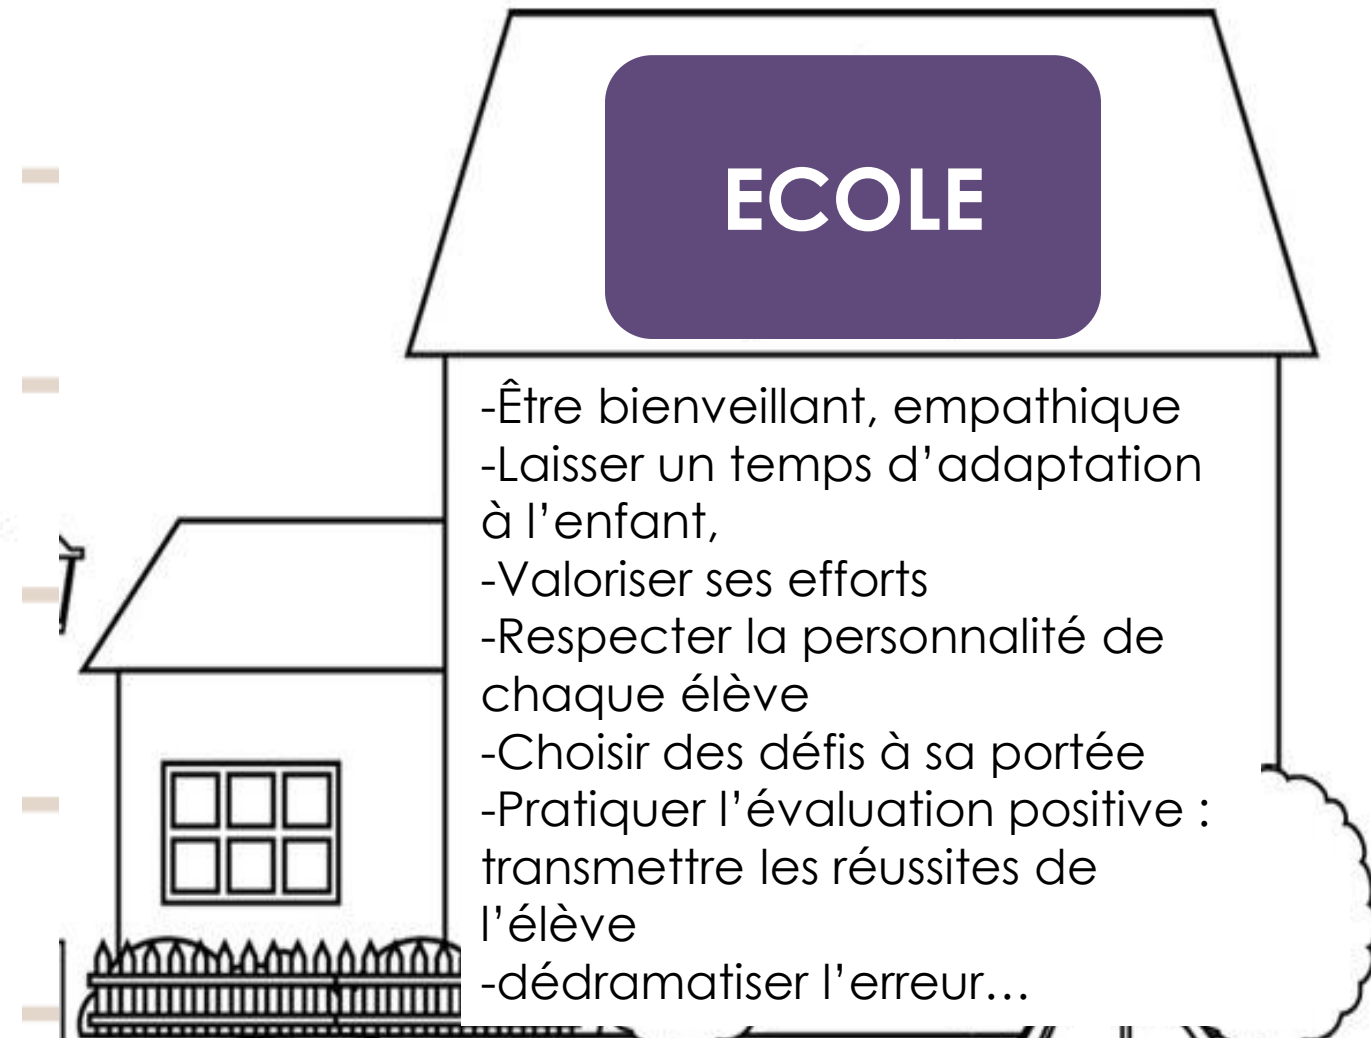 ECOLE
-Être bienveillant, empathique
-Laisser un temps d’adaptation
à l’enfant,
-Valoriser ses efforts
-Respecter la personnalité de
chaque élève
-Choisir des défis à sa portée
-Pratiquer l’évaluation positive :
transmettre les réussites de
l’élève
-dédramatiser l’erreur…